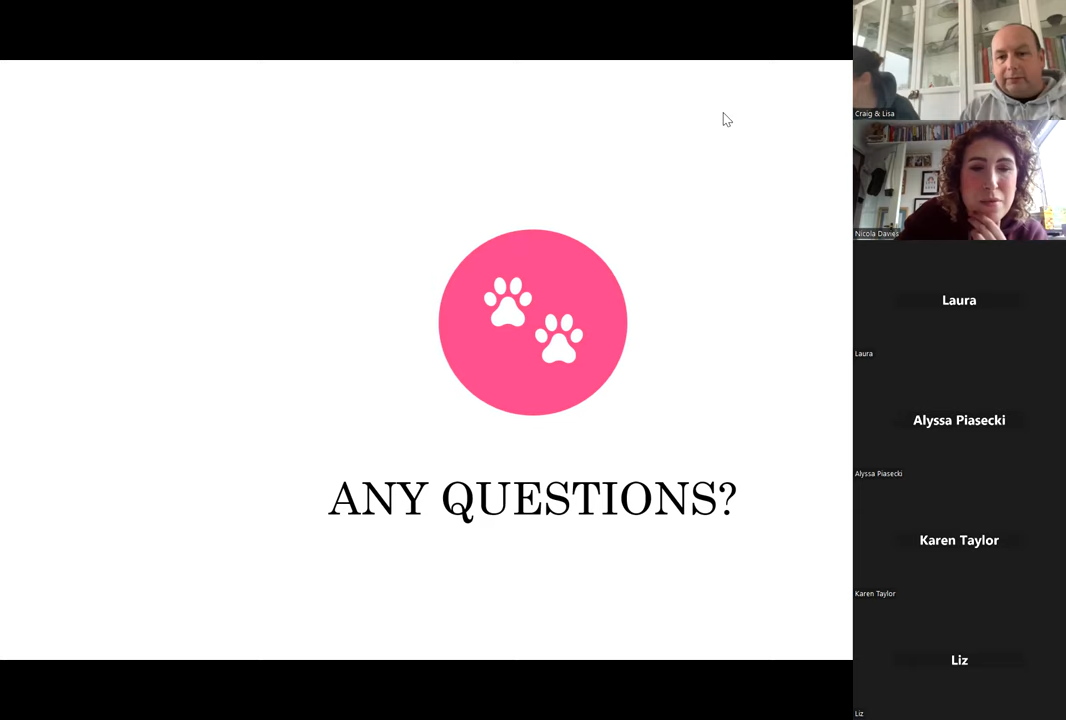 ANY QUESTIONS?
Craig & Lisa
Nicola Davies
Laura
Laura
Alyssa Piasecki
Alyssa Piasecki
Karen Taylor
Karen Taylor
Liz
Liz